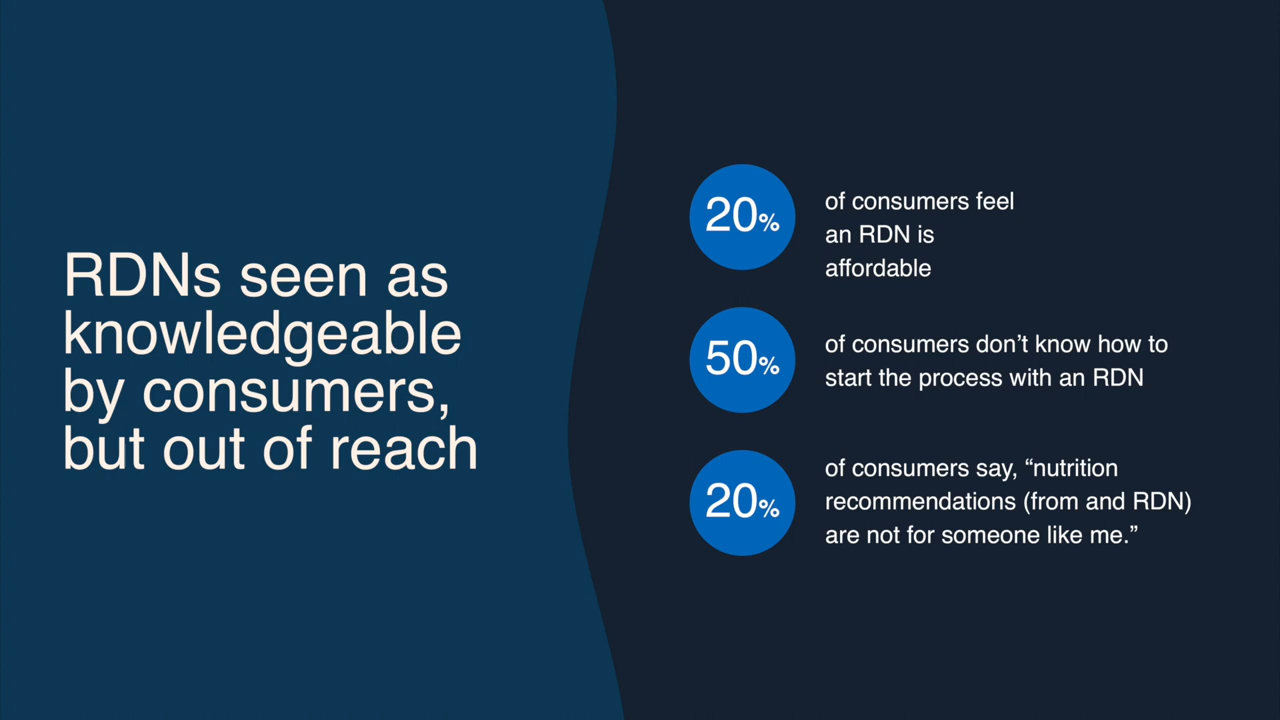 RDNs seen as
knowledgeable
by consumers,
but out of reach
20%
of consumers feel
an RDN is
affordable
50%
of consumers don’t know how to
start the process with an RDN
20%
of consumers say, “nutrition
recommendations (from and RDN)
are not for someone like me.”